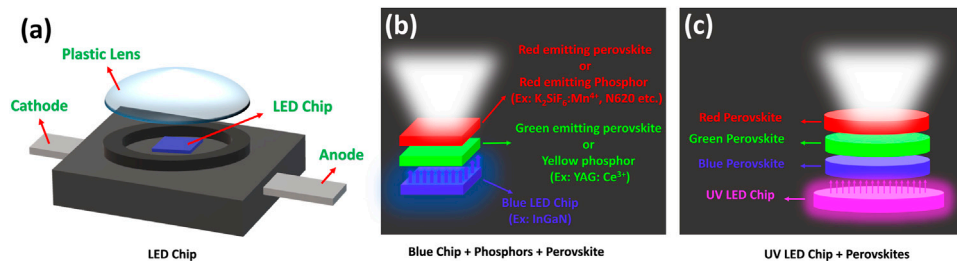 (a)
Plastic Lens
LED Chip
Cathode
Anode
LED Chip
(b)
Red emitting perovskite
or
Red emitting Phosphor
(Ex: K₂SiF₆:Mn⁴⁺, N620 etc.)
Green emitting perovskite
or
Yellow phosphor
(Ex: YAG: Ce³⁺)
Blue LED Chip
(Ex: InGaN)
Blue Chip + Phosphors + Perovskite
(c)
Red Perovskite
Green Perovskite
Blue Perovskite
UV LED Chip
UV LED Chip + Perovskites